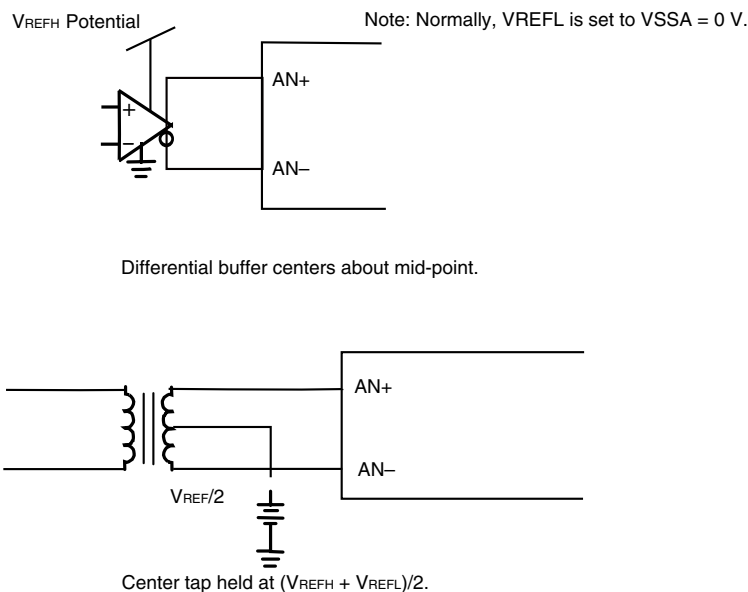 VREFH Potential
Note: Normally, VREFL is set to VSSA = 0 V.
AN+
+
–
AN–
Differential buffer centers about mid-point.
AN+
AN–
VREF/2
Center tap held at (VREFH + VREFL)/2.